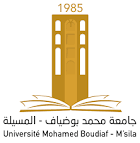 1985
جامعة محمد بوضياف - المسيلة
Université Mohamed Boudiaf - M'sila